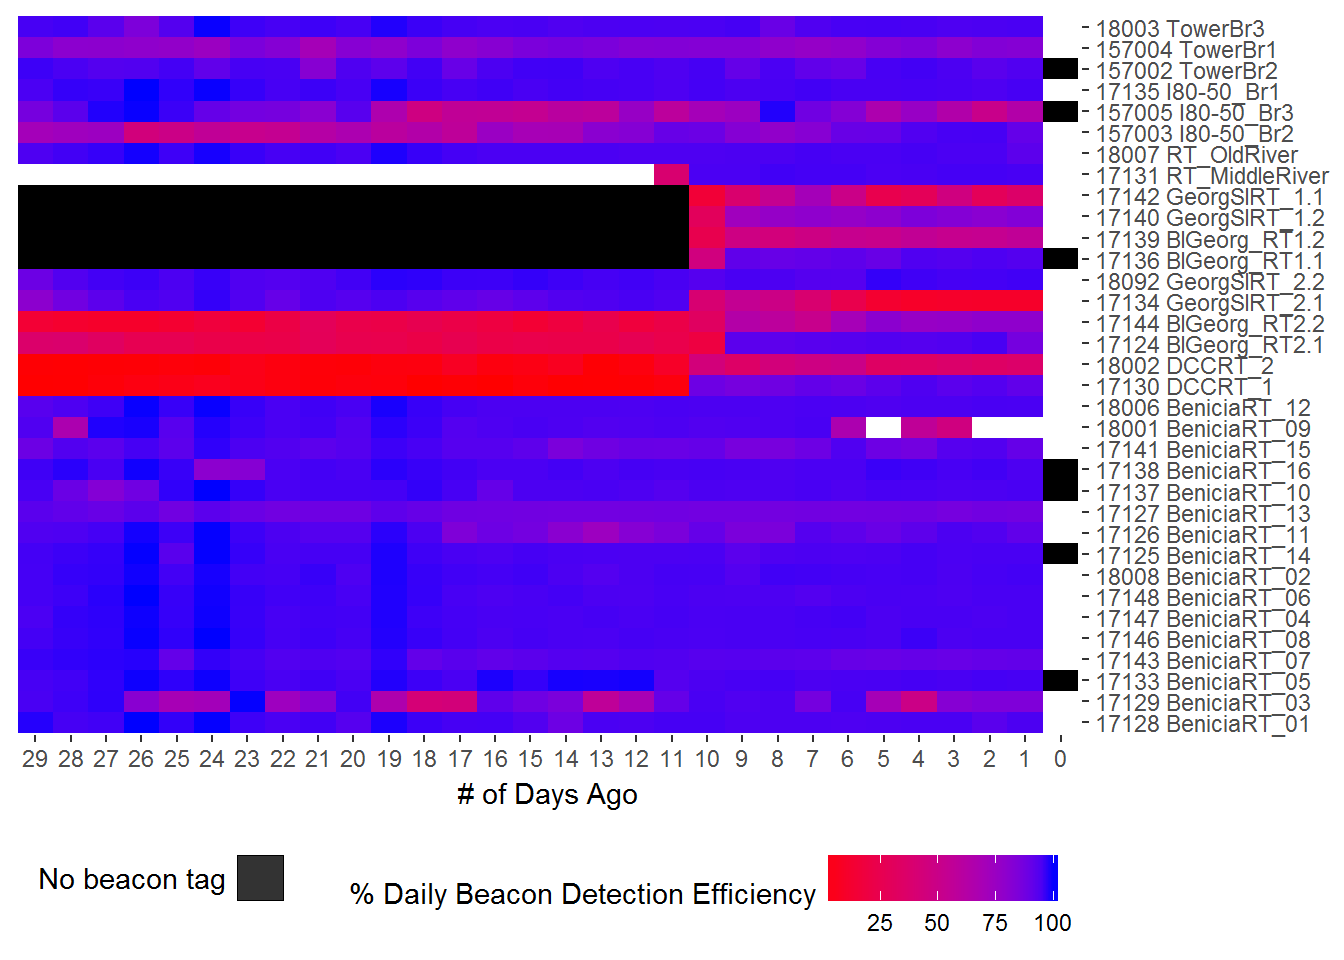 18003 TowerBr3
157004 TowerBr1
157002 TowerBr2
17135 I80-50_Br1
157005 I80-50_Br3
157003 I80-50_Br2
18007 RT_OldRiver
17131 RT_MiddleRiver
17142 GeorgSlRT_1.1
17140 GeorgSlRT_1.2
17139 BlGeorg_RT1.2
17136 BlGeorg_RT1.1
18092 GeorgSlRT_2.2
17134 GeorgSlRT_2.1
17144 BlGeorg_RT2.2
17124 BlGeorg_RT2.1
18002 DCCRT_2
17130 DCCRT_1
18006 BeniciaRT_12
18001 BeniciaRT_09
17141 BeniciaRT_15
17138 BeniciaRT_16
17137 BeniciaRT_10
17127 BeniciaRT_13
17126 BeniciaRT_11
17125 BeniciaRT_14
18008 BeniciaRT_02
17148 BeniciaRT_06
17147 BeniciaRT_04
17146 BeniciaRT_08
17143 BeniciaRT_07
17133 BeniciaRT_05
17129 BeniciaRT_03
17128 BeniciaRT_01
29 28 27 26 25 24 23 22 21 20 19 18 17 16 15 14 13 12 11 10 9 8 7 6 5 4 3 2 1 0
# of Days Ago
No beacon tag
% Daily Beacon Detection Efficiency
25 50 75 100